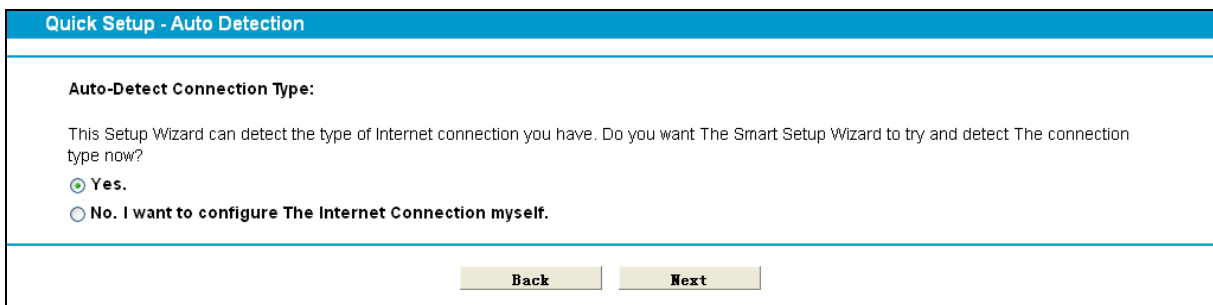 Quick Setup - Auto Detection
Auto-Detect Connection Type:
This Setup Wizard can detect the type of Internet connection you have. Do you want The Smart Setup Wizard to try and detect The connection
type now?
Yes.
No. I want to configure The Internet Connection myself.
Back Next